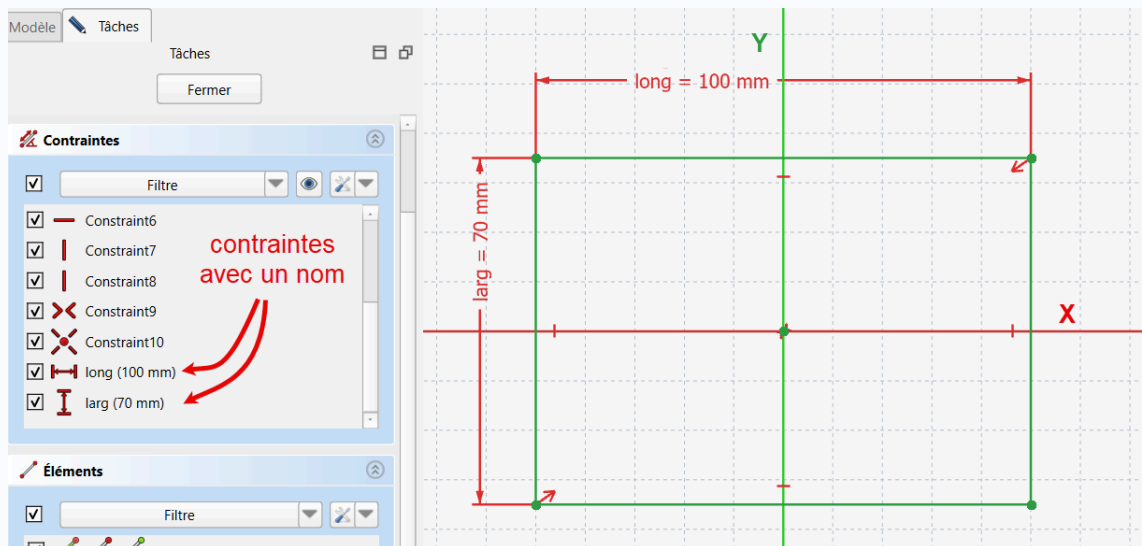 Modèle
Tâches
Tâches
Fermer
Contraintes
Filtre
Constraint6
Constraint7
Constraint8
Constraint9
Constraint10
long (100 mm)
larg (70 mm)
contraintes
avec un nom
Éléments
Filtre
Y
long = 100 mm
larg = 70 mm
X